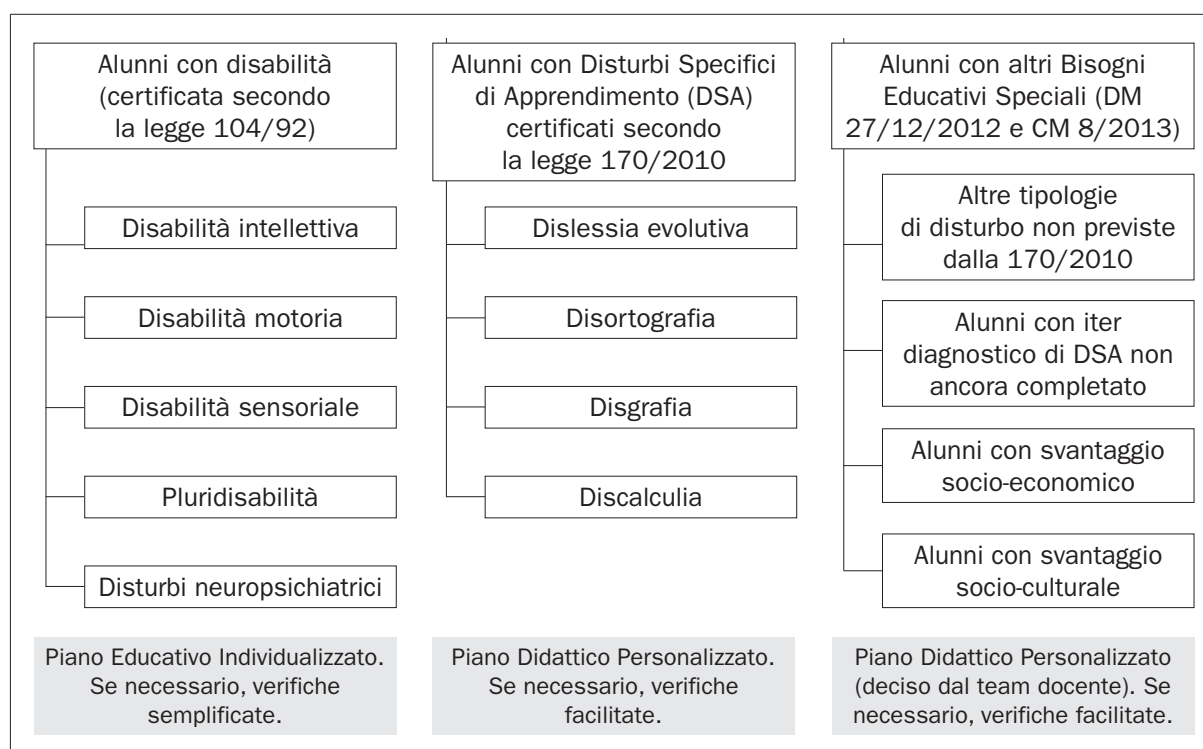 Alunni con disabilità
(certificata secondo
la legge 104/92)
Disabilità intellettiva
Disabilità motoria
Disabilità sensoriale
Pluridisabilità
Disturbi neuropsichiatrici
Piano Educativo Individualizzato.
Se necessario, verifiche
semplificate.
Alunni con Disturbi Specifici
di Apprendimento (DSA)
certificati secondo
la legge 170/2010
Dislessia evolutiva
Disortografia
Disgrafia
Discalculia
Piano Didattico Personalizzato.
Se necessario, verifiche
facilitate.
Alunni con altri Bisogni
Educativi Speciali (DM
27/12/2012 e CM 8/2013)
Altre tipologie
di disturbo non previste
dalla 170/2010
Alunni con iter
diagnostico di DSA non
ancora completato
Alunni con svantaggio
socio-economico
Alunni con svantaggio
socio-culturale
Piano Didattico Personalizzato
(deciso dal team docente). Se
necessario, verifiche facilitate.